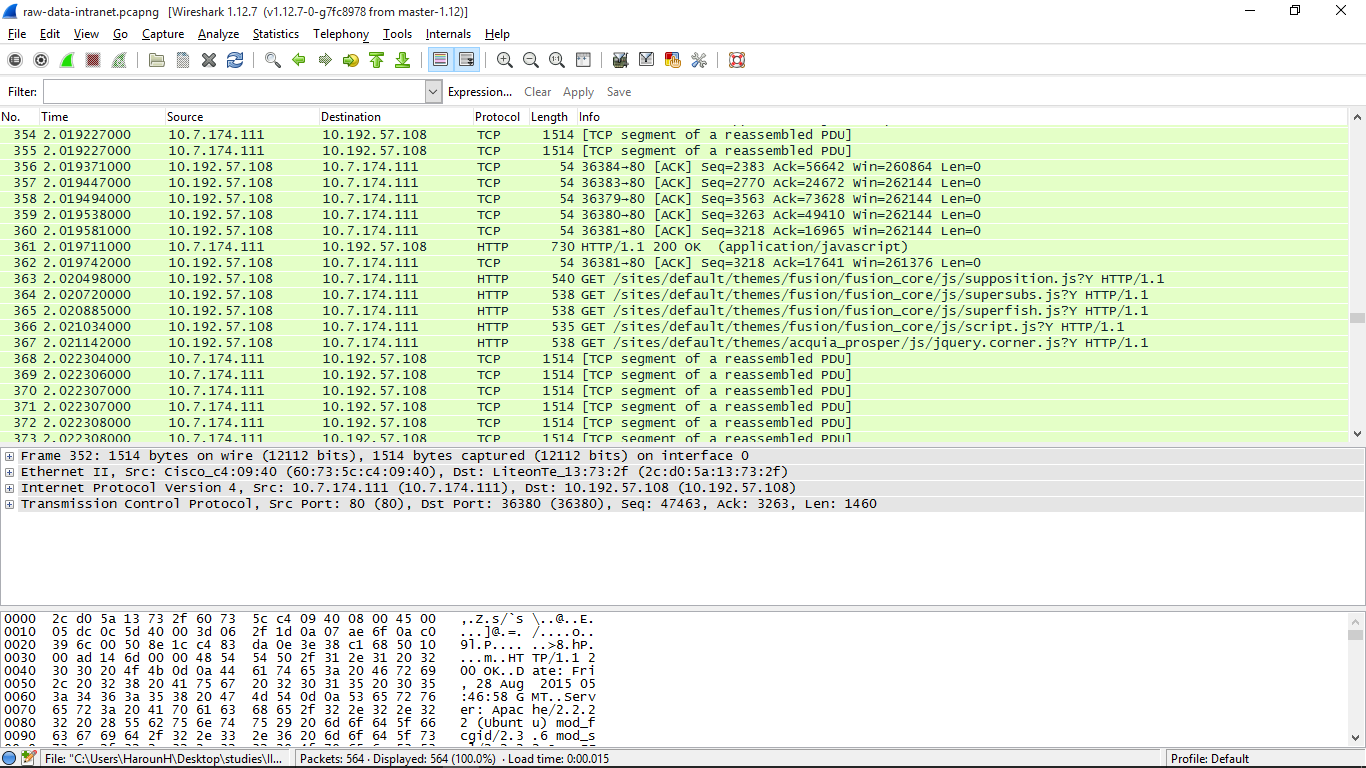 raw-data-intranet.pcapng [Wireshark 1.12.7 (v1.12.7-0-g7fc8978 from master-1.12)]
File Edit View Go Capture Analyze Statistics Telephony Tools Internals Help
Filter: Expression... Clear Apply Save
No. Time Source Destination Protocol Length Info
354 2.019227000 10.7.174.111 10.192.57.108 TCP 1514 [TCP segment of a reassembled PDU]
355 2.019227000 10.7.174.111 10.192.57.108 TCP 1514 [TCP segment of a reassembled PDU]
356 2.019371000 10.192.57.108 10.7.174.111 TCP 54 36384→80 [ACK] Seq=2383 Ack=56642 Win=260864 Len=0
357 2.019447000 10.192.57.108 10.7.174.111 TCP 54 36383→80 [ACK] Seq=2770 Ack=24672 Win=262144 Len=0
358 2.019494000 10.192.57.108 10.7.174.111 TCP 54 36379→80 [ACK] Seq=3563 Ack=73628 Win=262144 Len=0
359 2.019538000 10.192.57.108 10.7.174.111 TCP 54 36380→80 [ACK] Seq=3263 Ack=49410 Win=262144 Len=0
360 2.019581000 10.192.57.108 10.7.174.111 TCP 54 36381→80 [ACK] Seq=3218 Ack=16965 Win=262144 Len=0
361 2.019711000 10.7.174.111 10.192.57.108 HTTP 730 HTTP/1.1 200 OK (application/javascript)
362 2.019742000 10.192.57.108 10.7.174.111 TCP 54 36381→80 [ACK] Seq=3218 Ack=17641 Win=261376 Len=0
363 2.020498000 10.192.57.108 10.7.174.111 HTTP 540 GET /sites/default/themes/fusion/fusion_core/js/supposition.js?Y HTTP/1.1
364 2.020720000 10.192.57.108 10.7.174.111 HTTP 538 GET /sites/default/themes/fusion/fusion_core/js/supersubs.js?Y HTTP/1.1
365 2.020885000 10.192.57.108 10.7.174.111 HTTP 538 GET /sites/default/themes/fusion/fusion_core/js/superfish.js?Y HTTP/1.1
366 2.021034000 10.192.57.108 10.7.174.111 HTTP 535 GET /sites/default/themes/fusion/fusion_core/js/script.js?Y HTTP/1.1
367 2.021142000 10.192.57.108 10.7.174.111 HTTP 538 GET /sites/default/themes/acquia_prosper/js/jquery.corner.js?Y HTTP/1.1
368 2.022304000 10.7.174.111 10.192.57.108 TCP 1514 [TCP segment of a reassembled PDU]
369 2.022306000 10.7.174.111 10.192.57.108 TCP 1514 [TCP segment of a reassembled PDU]
370 2.022307000 10.7.174.111 10.192.57.108 TCP 1514 [TCP segment of a reassembled PDU]
371 2.022307000 10.7.174.111 10.192.57.108 TCP 1514 [TCP segment of a reassembled PDU]
372 2.022308000 10.7.174.111 10.192.57.108 TCP 1514 [TCP segment of a reassembled PDU]
373 2.022308000 10.7.174.111 10.192.57.108 TCP 1514 [TCP segment of a reassembled PDU]
Frame 352: 1514 bytes on wire (12112 bits), 1514 bytes captured (12112 bits) on interface 0
Ethernet II, Src: Cisco_c4:09:40 (60:73:5c:c4:09:40), Dst: LiteonTe_13:73:2f (2c:d0:5a:13:73:2f)
Internet Protocol Version 4, Src: 10.7.174.111 (10.7.174.111), Dst: 10.192.57.108 (10.192.57.108)
Transmission Control Protocol, Src Port: 80 (80), Dst Port: 36380 (36380), Seq: 47463, Ack: 3263, Len: 1460
0000 2c d0 5a 13 73 2f 60 73 5c c4 09 40 08 00 45 00 ,.Z.s/`s \..@..E.
0010 05 dc 0c 5d 40 00 3d 06 2f 1d 0a 07 ae 6f 0a c0 ...]@.=. /....o..
0020 39 6c 00 50 8e 1c c4 83 da 0e 3e 38 c1 68 50 10 9l.P.... ..>8.hP.
0030 00 ad 14 6d 00 00 48 54 54 50 2f 31 2e 31 20 32 ...m..HT TP/1.1 2
0040 30 30 20 4f 4b 0d 0a 44 61 74 65 3a 20 46 72 69 00 OK..D ate: Fri
0050 2c 20 32 38 20 41 75 67 20 32 30 31 35 20 30 35 , 28 Aug 2015 05
0060 3a 34 36 3a 35 38 20 47 4d 54 0d 0a 53 65 72 76 :46:58 G MT..Serv
0070 65 72 3a 20 41 70 61 63 68 65 2f 32 2e 32 2e 32 er: Apac he/2.2.2
0080 32 20 28 55 62 75 6e 74 75 29 20 6d 6f 64 5f 66 2 (Ubunt u) mod_f
0090 63 67 69 64 2f 32 2e 33 2e 36 20 6d 6f 64 5f 73 cgid/2.3 .6 mod_s
File: "C:\Users\HarounH\Desktop\studies\II... Packets: 564 · Displayed: 564 (100.0%) · Load time: 0:00.015 Profile: Default